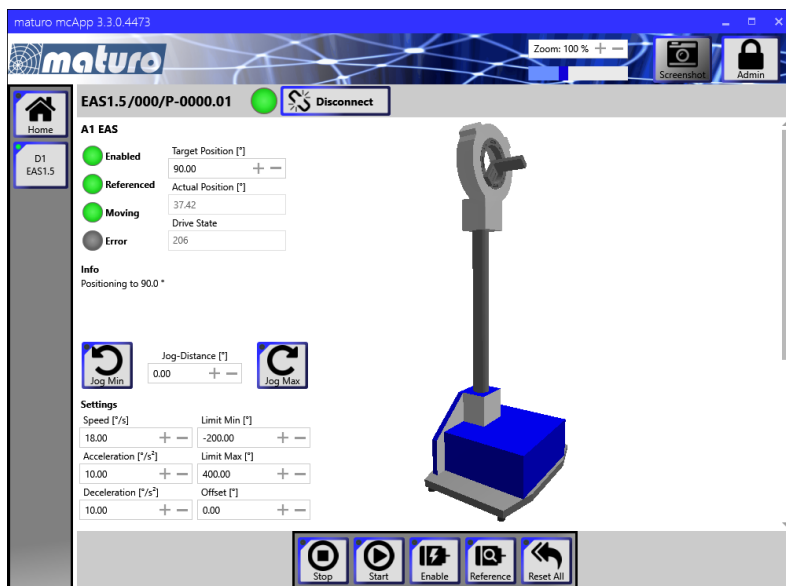 maturo mcApp 3.3.0.4473
maturo
Zoom: 100 %
Screenshot
Admin
Home
D1
EAS1.5
EAS1.5/000/P-0000.01
Disconnect
A1 EAS
Enabled
Referenced
Moving
Error
Target Position [°]
90.00
Actual Position [°]
37.42
Drive State
206
Info
Positioning to 90.0 °
Jog Min
Jog-Distance [°]
0.00
Jog Max
Settings
Speed [°/s]
Limit Min [°]
18.00
-200.00
Acceleration [°/s²]
Limit Max [°]
10.00
400.00
Deceleration [°/s²]
Offset [°]
10.00
0.00
Stop
Start
Enable
Reference
Reset All